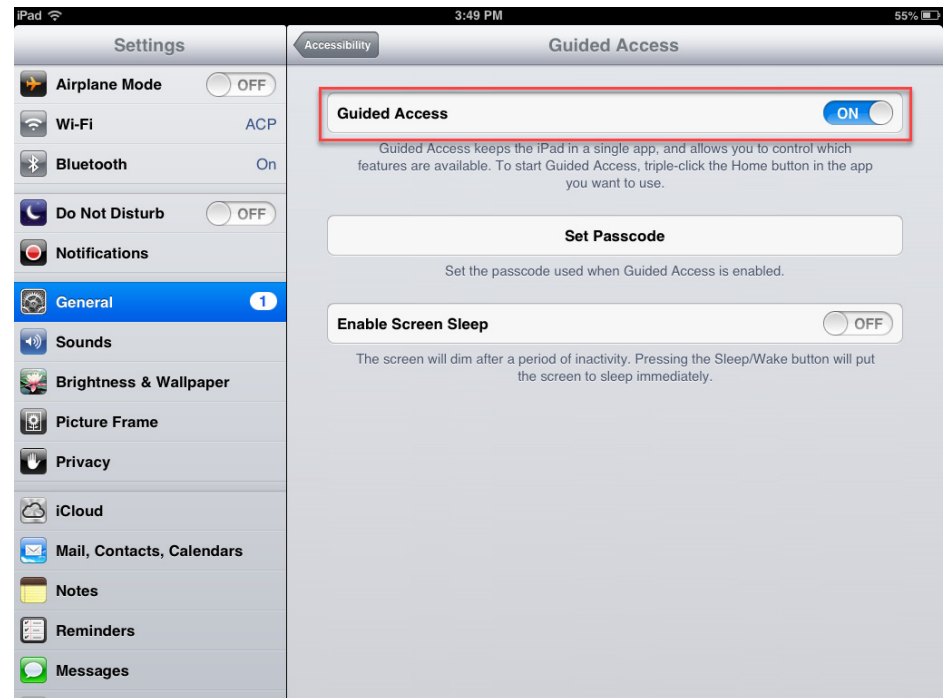 iPad 3:49 PM 55%
Settings
Airplane Mode OFF
Wi-Fi ACP
Bluetooth On
Do Not Disturb OFF
Notifications
General 1
Sounds
Brightness & Wallpaper
Picture Frame
Privacy
iCloud
Mail, Contacts, Calendars
Notes
Reminders
Messages
Accessibility Guided Access
Guided Access ON
Guided Access keeps the iPad in a single app, and allows you to control which
features are available. To start Guided Access, triple-click the Home button in the app
you want to use.
Set Passcode
Set the passcode used when Guided Access is enabled.
Enable Screen Sleep OFF
The screen will dim after a period of inactivity. Pressing the Sleep/Wake button will put
the screen to sleep immediately.